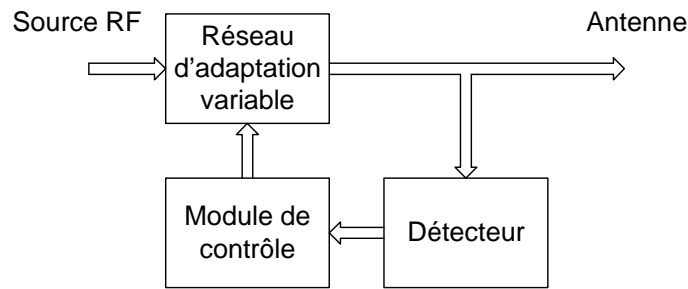 Source RF
Antenne
Réseau
d'adaptation
variable
Module de
contrôle
Détecteur